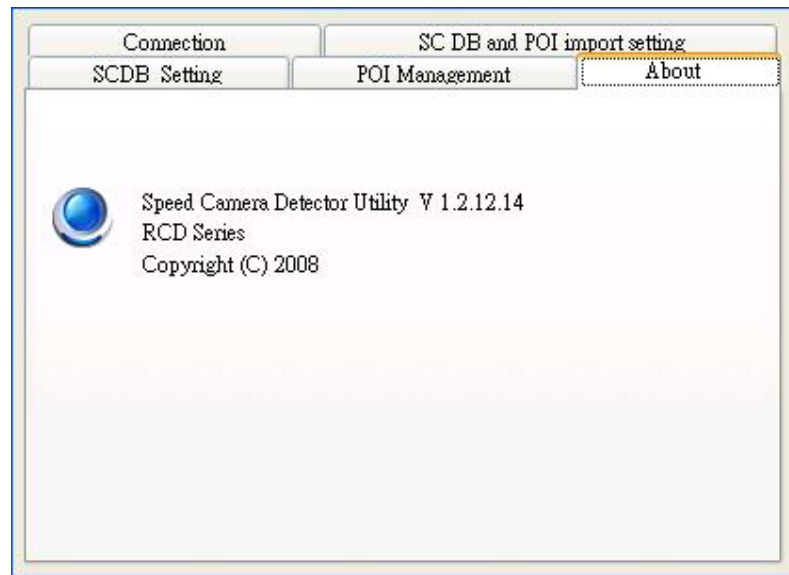 Connection
SC DB and POI import setting
SCDB Setting
POI Management
About
Speed Camera Detector Utility V 1.2.12.14
RCD Series
Copyright (C) 2008